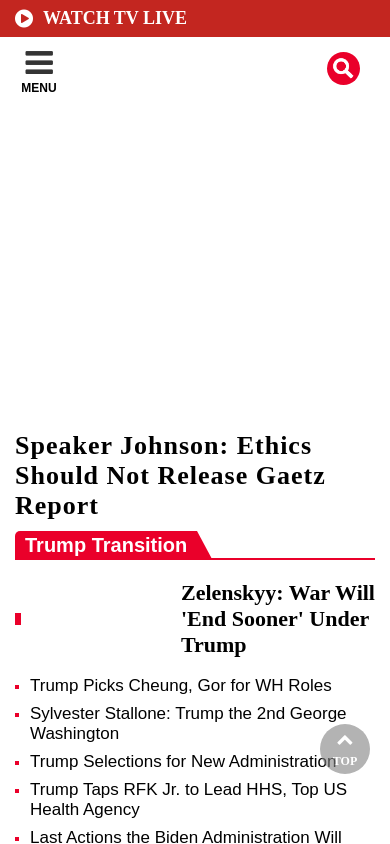 WATCH TV LIVE
MENU
Speaker Johnson: Ethics
Should Not Release Gaetz
Report
Trump Transition
Zelenskyy: War Will
'End Sooner' Under
Trump
Trump Picks Cheung, Gor for WH Roles
Sylvester Stallone: Trump the 2nd George
Washington
Trump Selections for New Administration
TOP
Trump Taps RFK Jr. to Lead HHS, Top US
Health Agency
Last Actions the Biden Administration Will